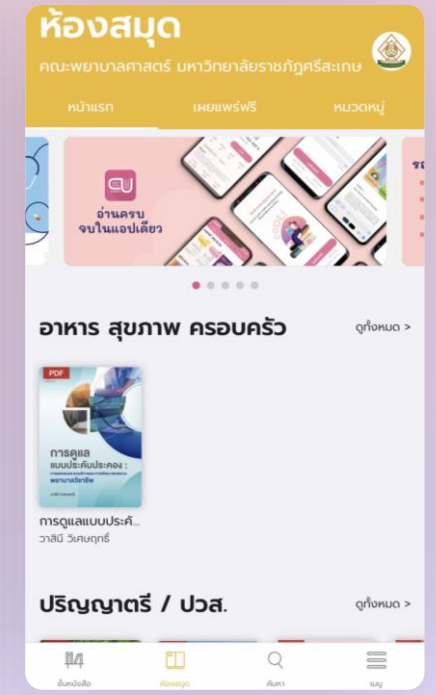 ห้องสมุด
คณะพยาบาลศาสตร์ มหาวิทยาลัยราชภัฏศรีสะเกษ
หน้าแรก เผยแพร่ฟรี หมวดหมู่
อ่านครบ
จบในแอปเดียว
อาหาร สุขภาพ ครอบครัว ดูทั้งหมด >
PDF
การดูแล
แบบประคับประคอง :
พยาบาลวิชาชีพ
การดูแลแบบประคั...
วาสินี วิเศษฤทธิ์
ปริญญาตรี / ปวส. ดูทั้งหมด >
ชั้นหนังสือ ห้องสมุด ค้นหา เมนู